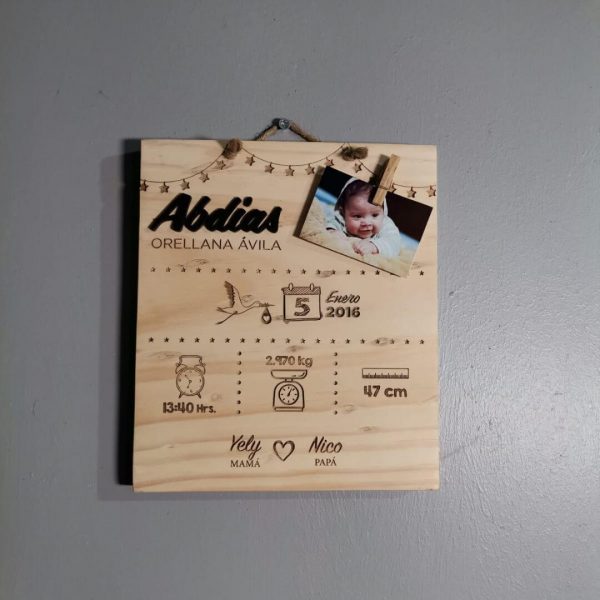 Abdias
ORELLANA ÁVILA
5 Enero
2016
13:40 Hrs.
2.970 kg
47 cm
Yely Nico
MAMÁ PAPÁ